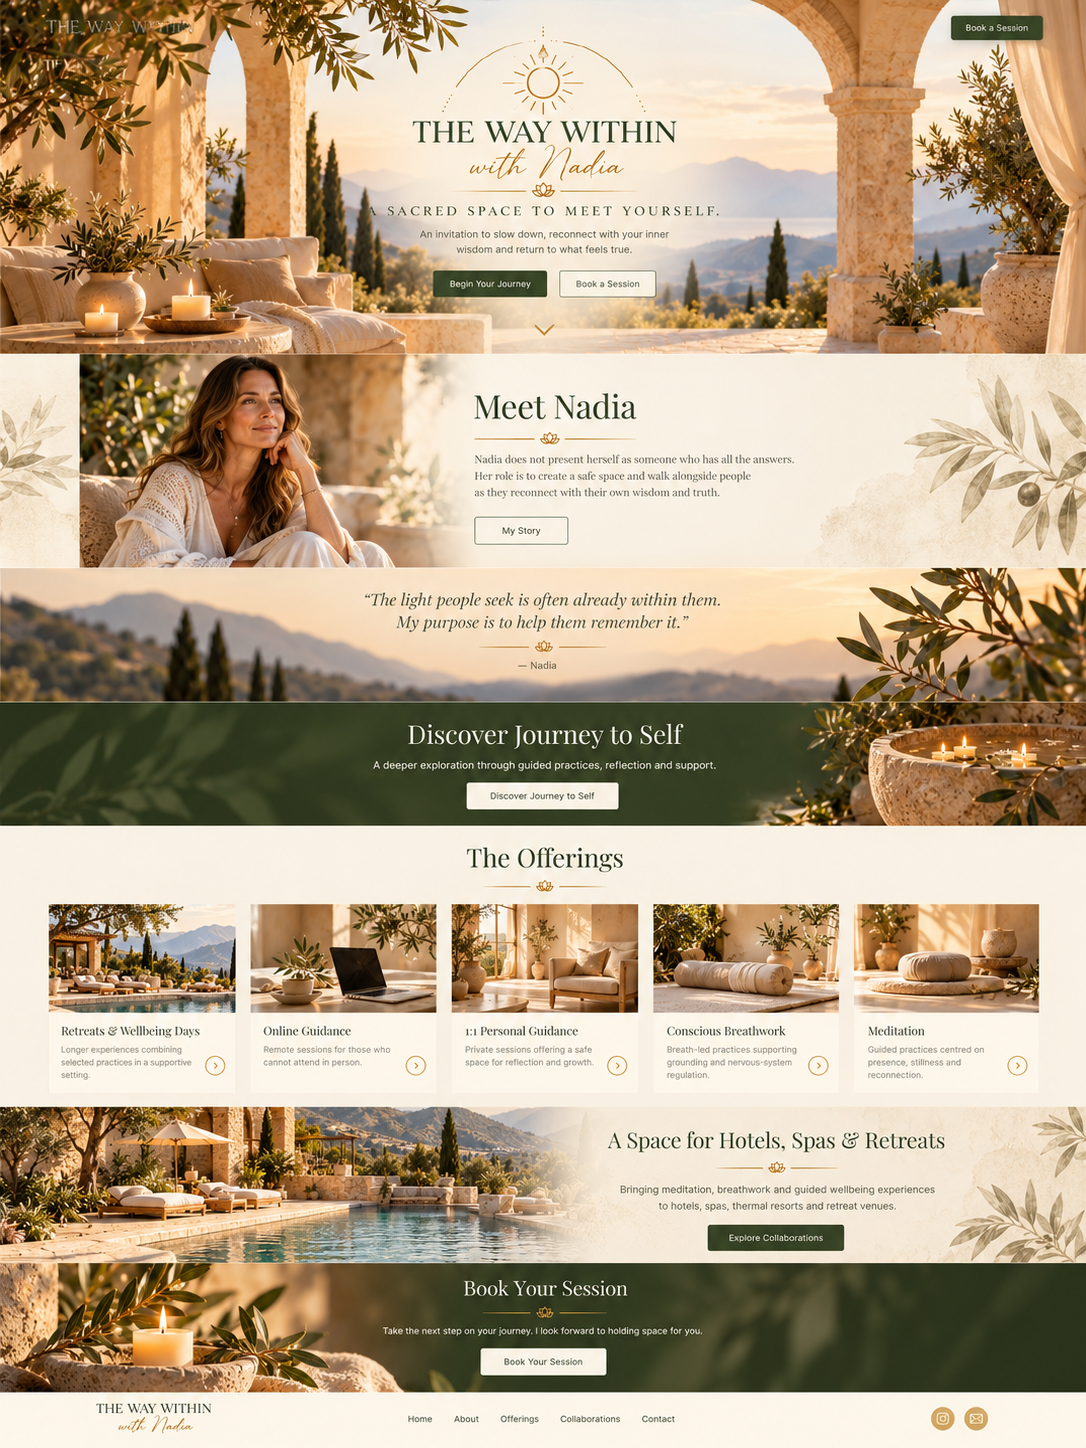 THE WAY WITHIN
Book a Session
THE WAY WITHIN
with Nadia
A SACRED SPACE TO MEET YOURSELF.
An invitation to slow down, reconnect with your inner
wisdom and return to what feels true.
Begin Your Journey
Book a Session
Meet Nadia
Nadia does not present herself as someone who has all the answers.
Her role is to create a safe space and walk alongside people
as they reconnect with their own wisdom and truth.
My Story
“The light people seek is often already within them.
My purpose is to help them remember it.”
— Nadia
Discover Journey to Self
A deeper exploration through guided practices, reflection and support.
Discover Journey to Self
The Offerings
Retreats & Wellbeing Days
Longer experiences combining
selected practices in a supportive
setting.
Online Guidance
Remote sessions for those who
cannot attend in person.
1:1 Personal Guidance
Private sessions offering a safe
space for reflection and growth.
Conscious Breathwork
Breath-led practices supporting
grounding and nervous-system
regulation.
Meditation
Guided practices centred on
presence, stillness and
reconnection.
A Space for Hotels, Spas & Retreats
Bringing meditation, breathwork and guided wellbeing experiences
to hotels, spas, thermal resorts and retreat venues.
Explore Collaborations
Book Your Session
Take the next step on your journey. I look forward to holding space for you.
Book Your Session
THE WAY WITHIN
with Nadia
Home
About
Offerings
Collaborations
Contact